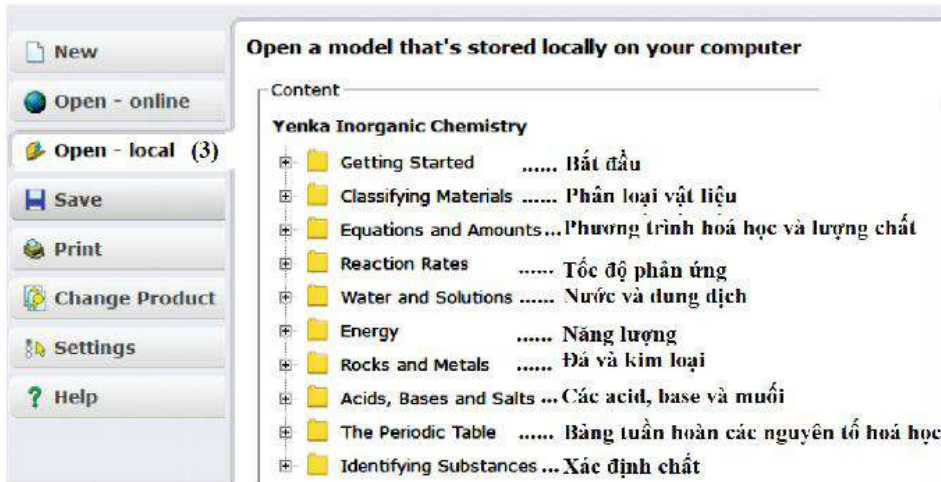 New
Open - online
Open - local (3)
Save
Print
Change Product
Settings
Help
Open a model that's stored locally on your computer
Content
Yenka Inorganic Chemistry
Getting Started ...... Bắt đầu
Classifying Materials ...... Phân loại vật liệu
Equations and Amounts ... Phương trình hoá học và lượng chất
Reaction Rates ...... Tốc độ phản ứng
Water and Solutions ...... Nước và dung dịch
Energy ...... Năng lượng
Rocks and Metals ...... Đá và kim loại
Acids, Bases and Salts ... Các acid, base và muối
The Periodic Table ...... Bảng tuần hoàn các nguyên tố hoá học
Identifying Substances ... Xác định chất